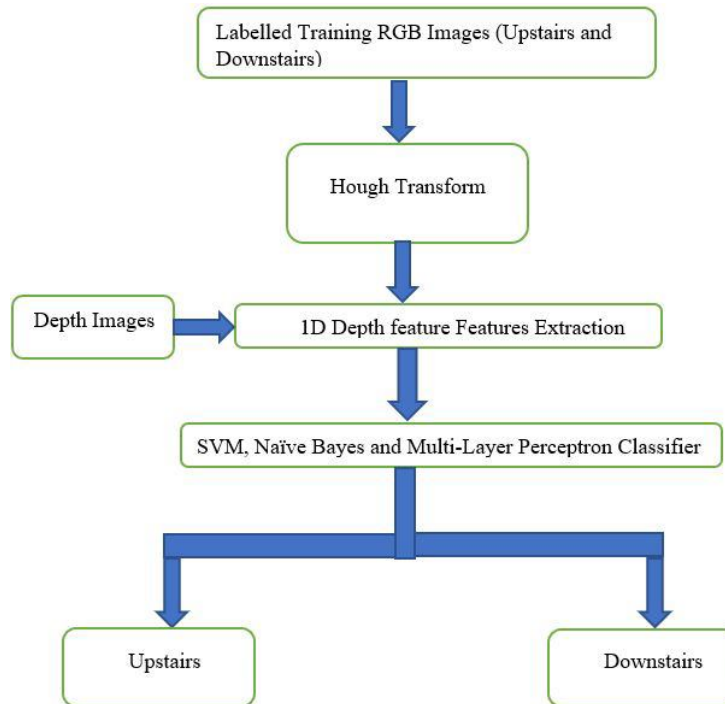 Labelled Training RGB Images (Upstairs and
Downstairs)
Hough Transform
Depth Images
1D Depth feature Features Extraction
SVM, Naïve Bayes and Multi-Layer Perceptron Classifier
Upstairs
Downstairs